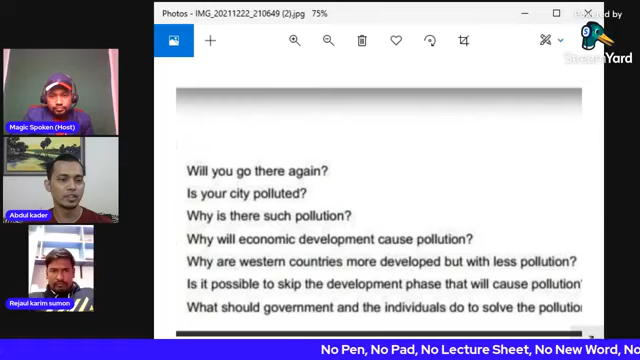 Photos - IMG_20211222_210649 (2).jpg 75%
Powered by
StreamYard
Magic Spoken (Host)
Abdul kader
Rejaul karim sumon
Will you go there again?
Is your city polluted?
Why is there such pollution?
Why will economic development cause pollution?
Why are western countries more developed but with less pollution?
Is it possible to skip the development phase that will cause pollution
What should government and the individuals do to solve the pollution
No Pen, No Pad, No Lecture Sheet, No New Word, No